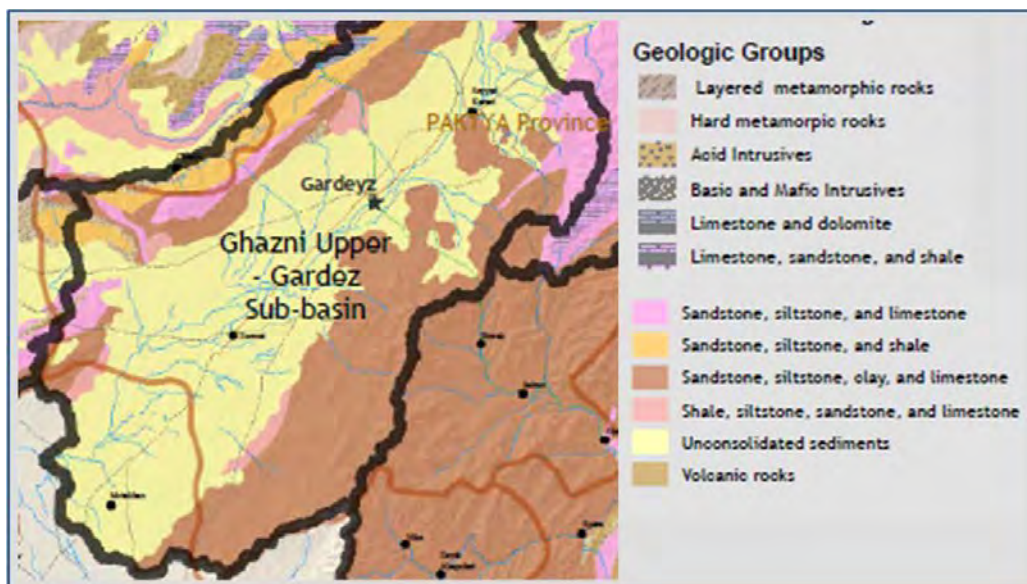 Geologic Groups
Layered metamorphic rocks
Hard metamorpic rocks
Acid Intrusives
Basic and Mafic Intrusives
Limestone and dolomite
Limestone, sandstone, and shale
Sandstone, siltstone, and limestone
Sandstone, siltstone, and shale
Sandstone, siltstone, clay, and limestone
Shale, siltstone, sandstone, and limestone
Unconsolidated sediments
Volcanic rocks
PAKTYA Province
Gardeyz
Ghazni Upper
- Gardez
Sub-basin